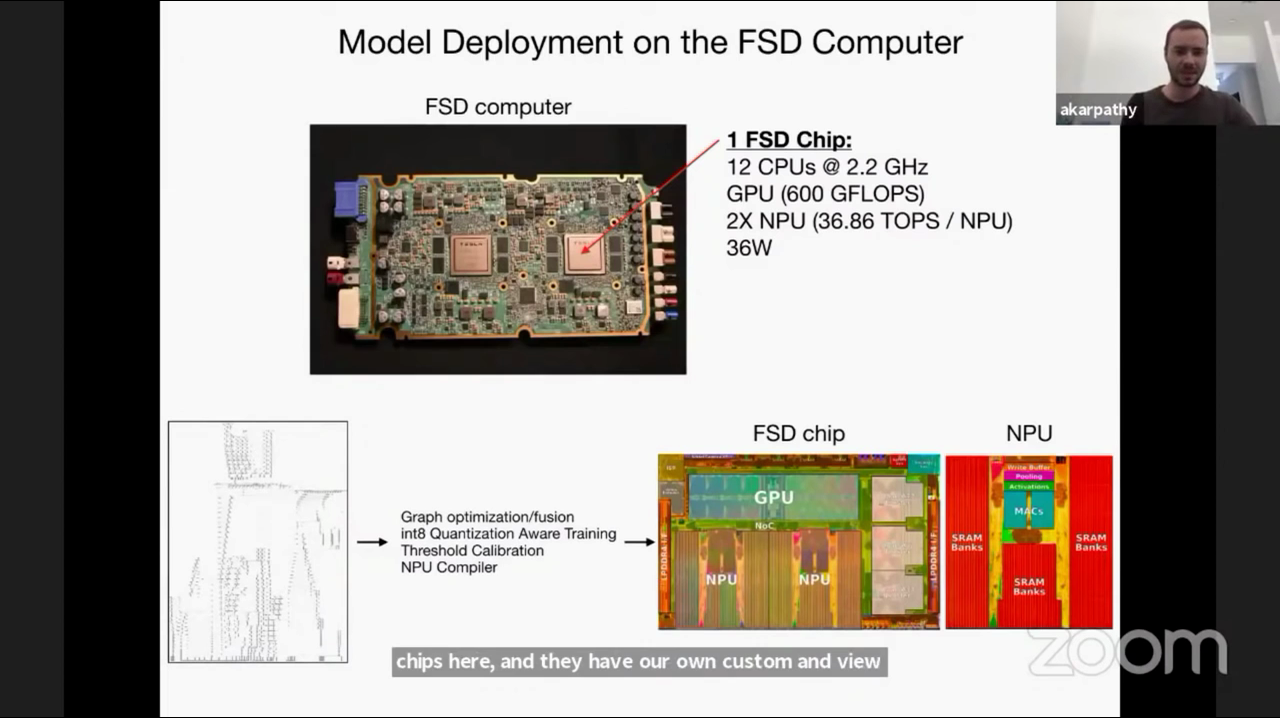 Model Deployment on the FSD Computer
akarpathy
FSD computer
1 FSD Chip:
12 CPUs @ 2.2 GHz
GPU (600 GFLOPS)
2X NPU (36.86 TOPS / NPU)
36W
TESLA
Graph optimization/fusion
int8 Quantization Aware Training
Threshold Calibration
NPU Compiler
FSD chip
GPU
NoC
LPDDR4 I/F
LPDDR4 I/F
NPU
NPU
NPU
Write Buffer
Pooling
Activations
MACs
SRAM
Banks
SRAM
Banks
SRAM
Banks
zoom
chips here, and they have our own custom and view